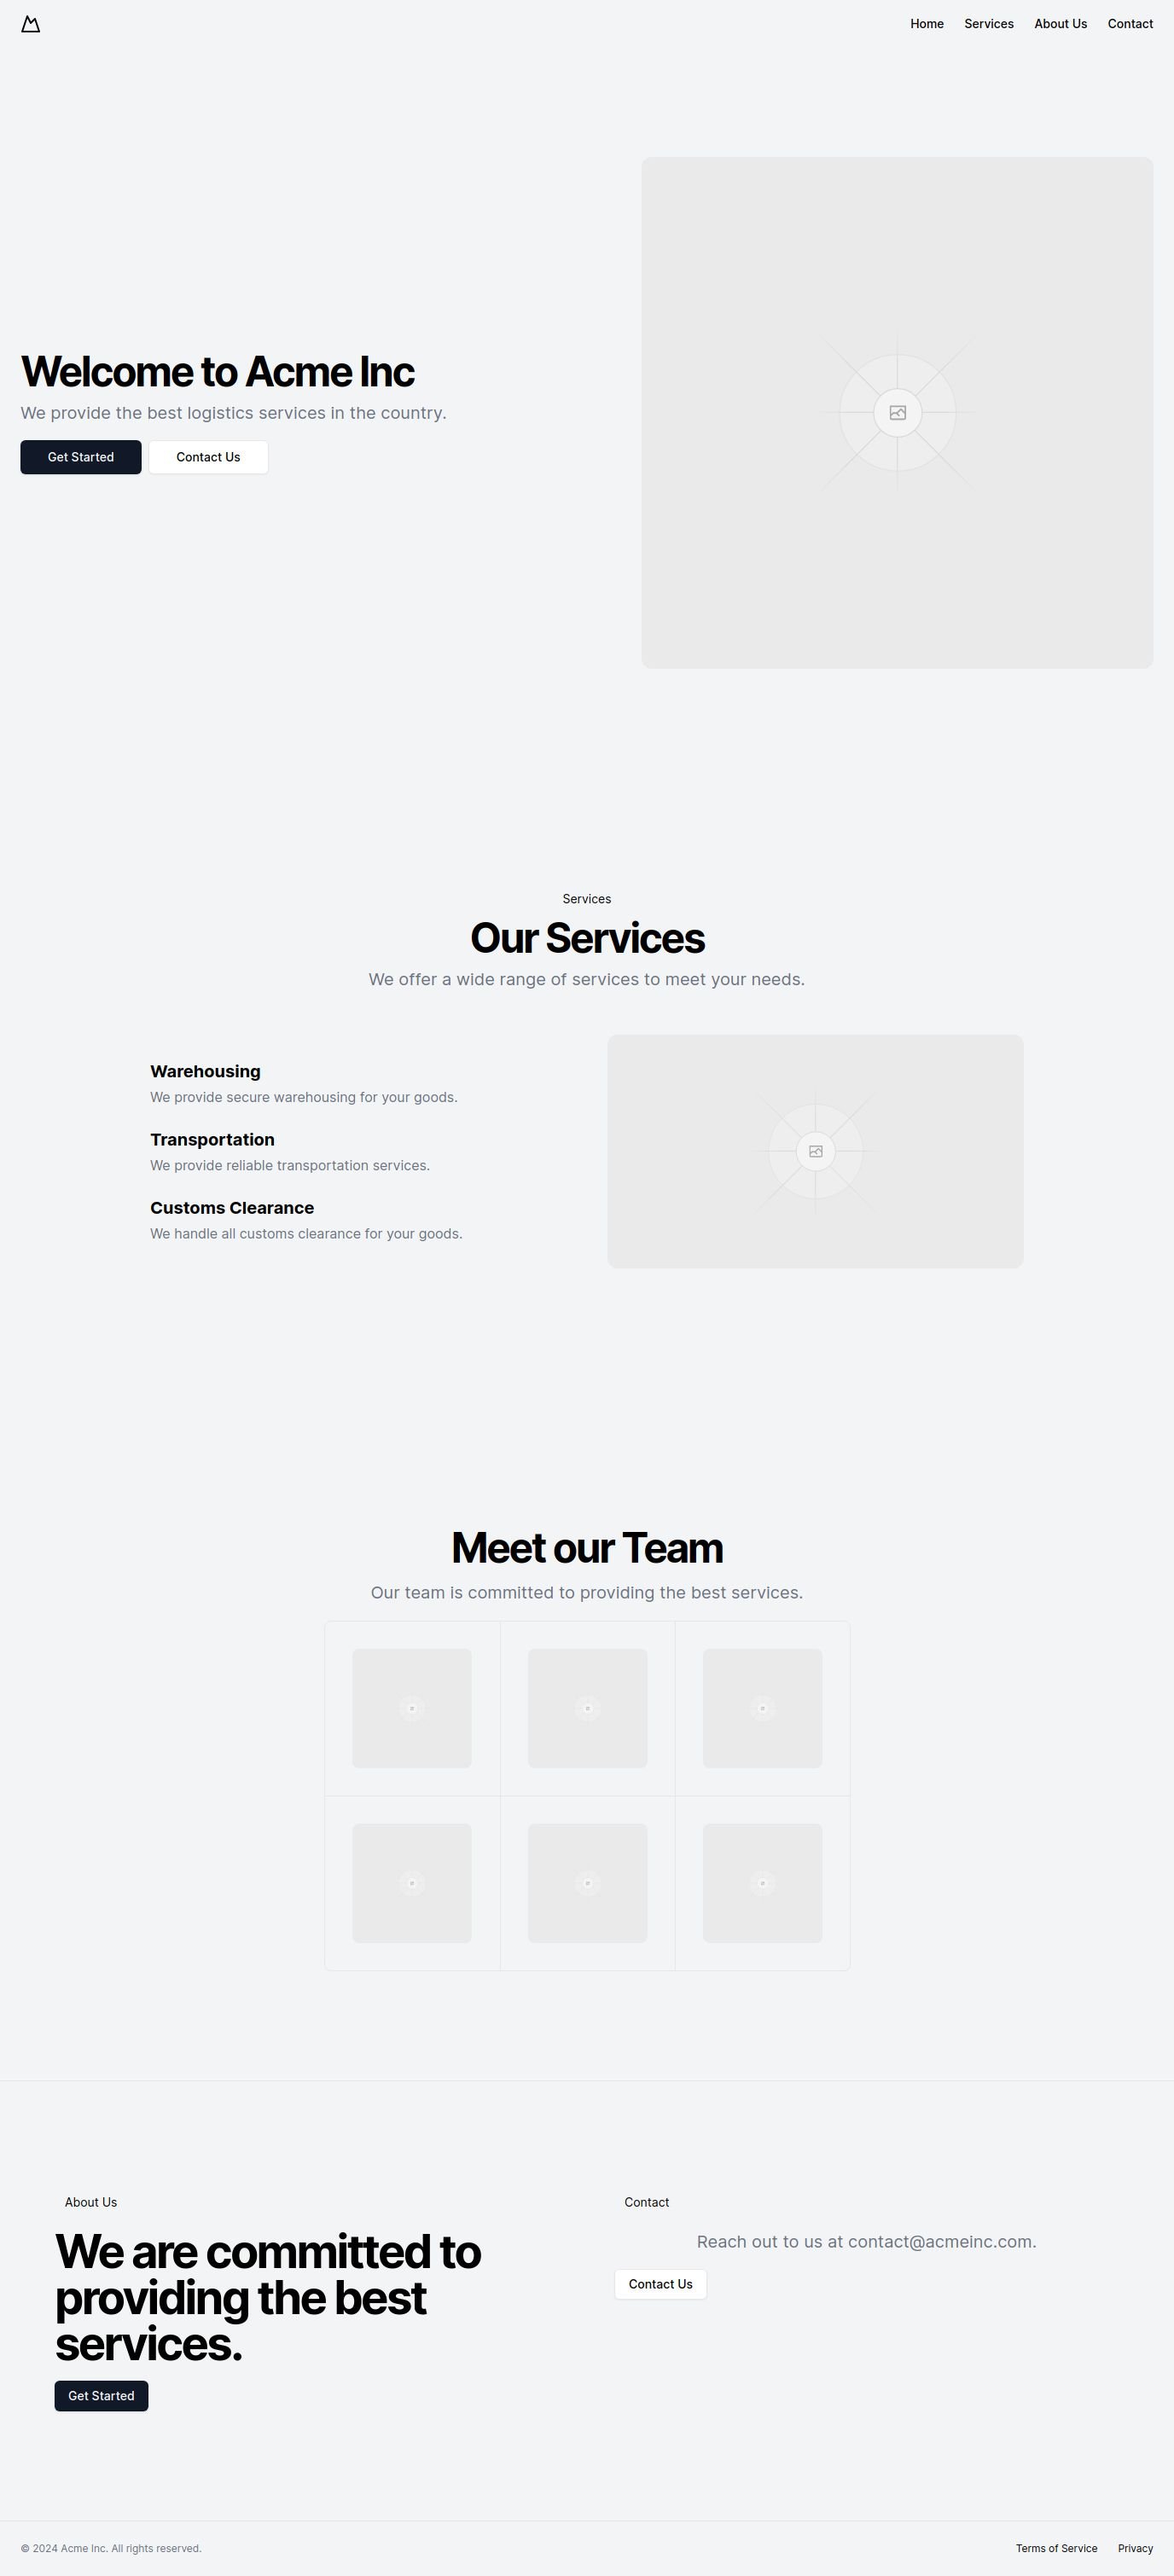 Home Services About Us Contact
Welcome to Acme Inc
We provide the best logistics services in the country.
Get Started Contact Us
Services
Our Services
We offer a wide range of services to meet your needs.
Warehousing
We provide secure warehousing for your goods.
Transportation
We provide reliable transportation services.
Customs Clearance
We handle all customs clearance for your goods.
Meet our Team
Our team is committed to providing the best services.
About Us
We are committed to
providing the best
services.
Get Started
Contact
Reach out to us at contact@acmeinc.com.
Contact Us
© 2024 Acme Inc. All rights reserved.
Terms of Service Privacy